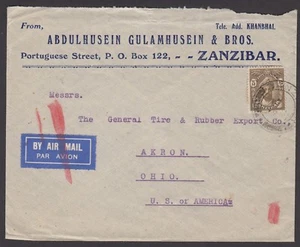 From,
Tele. Add. KHANBHAI.
ABDULHUSEIN GULAMHUSEIN & BROS.
Portuguese Street, P. O. Box 122, - - ZANZIBAR.
Messrs.
The General Tire & Rubber Export Co.,
BY AIR MAIL
PAR AVION
AKRON.
OHIO.
U. S. of America